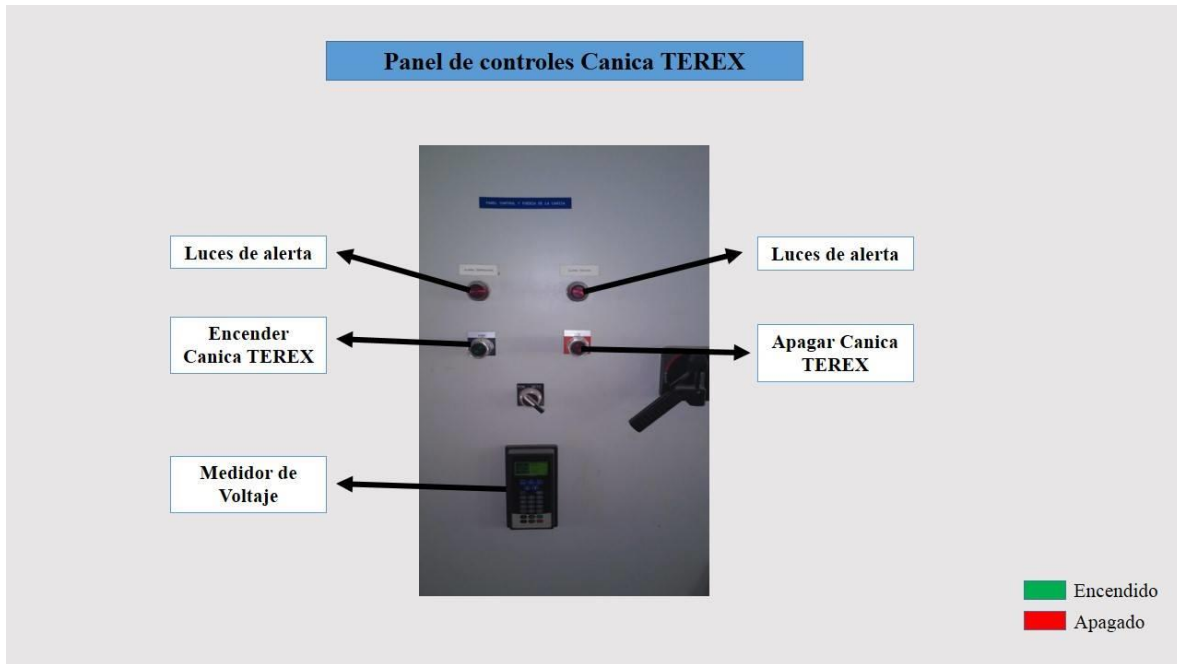 Panel de controles Canica TEREX
Luces de alerta
Luces de alerta
Encender
Canica TEREX
Apagar Canica
TEREX
Medidor de
Voltaje
Encendido
Apagado